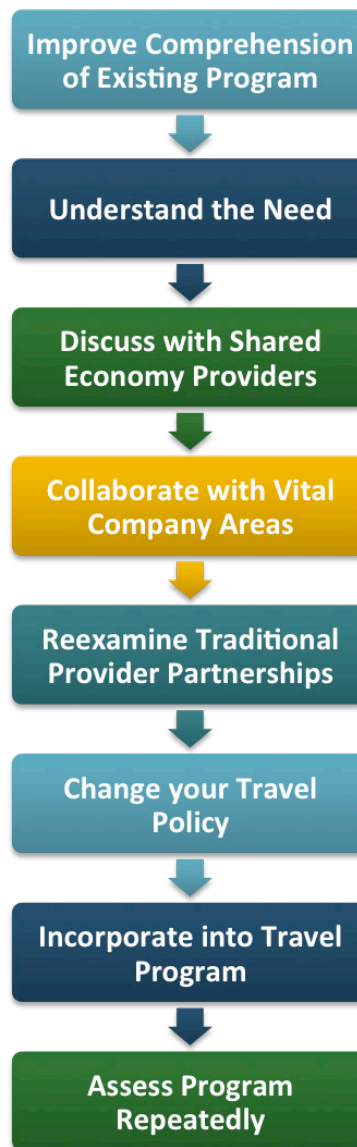 Improve Comprehension
of Existing Program
Understand the Need
Discuss with Shared
Economy Providers
Collaborate with Vital
Company Areas
Reexamine Traditional
Provider Partnerships
Change your Travel
Policy
Incorporate into Travel
Program
Assess Program
Repeatedly